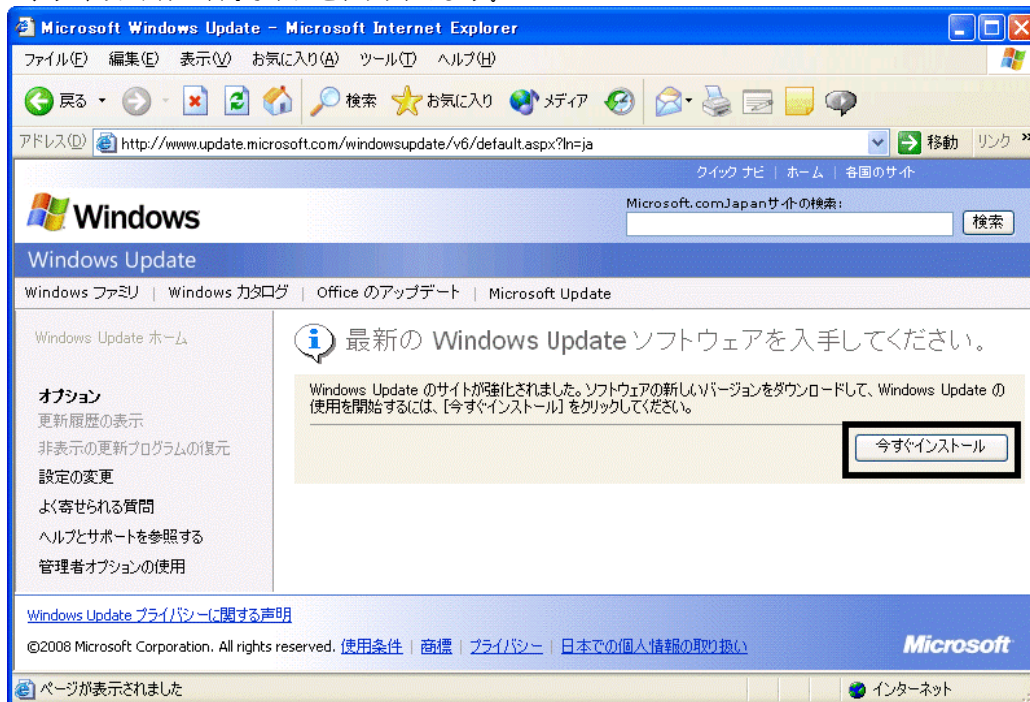 Microsoft Windows Update - Microsoft Internet Explorer
ファイル(F) 編集(E) 表示(V) お気に入り(A) ツール(T) ヘルプ(H)
戻る 検索 お気に入り メディア
アドレス(D) http://www.update.microsoft.com/windowsupdate/v6/default.aspx?ln=ja 移動 リンク »
クイック ナビ | ホーム | 各国のサイト
Windows
Microsoft.comJapanサイトの検索:
検索
Windows Update
Windows ファミリ | Windows カタログ | Office のアップデート | Microsoft Update
Windows Update ホーム
オプション
更新履歴の表示
非表示の更新プログラムの復元
設定の変更
よく寄せられる質問
ヘルプとサポートを参照する
管理者オプションの使用
最新の Windows Update ソフトウェアを入手してください。
Windows Update のサイトが強化されました。ソフトウェアの新しいバージョンをダウンロードして、Windows Update の
使用を開始するには、[今すぐインストール] をクリックしてください。
今すぐインストール
Windows Update プライバシーに関する声明
©2008 Microsoft Corporation. All rights reserved. 使用条件 | 商標 | プライバシー | 日本での個人情報の取り扱い
Microsoft
ページが表示されました インターネット